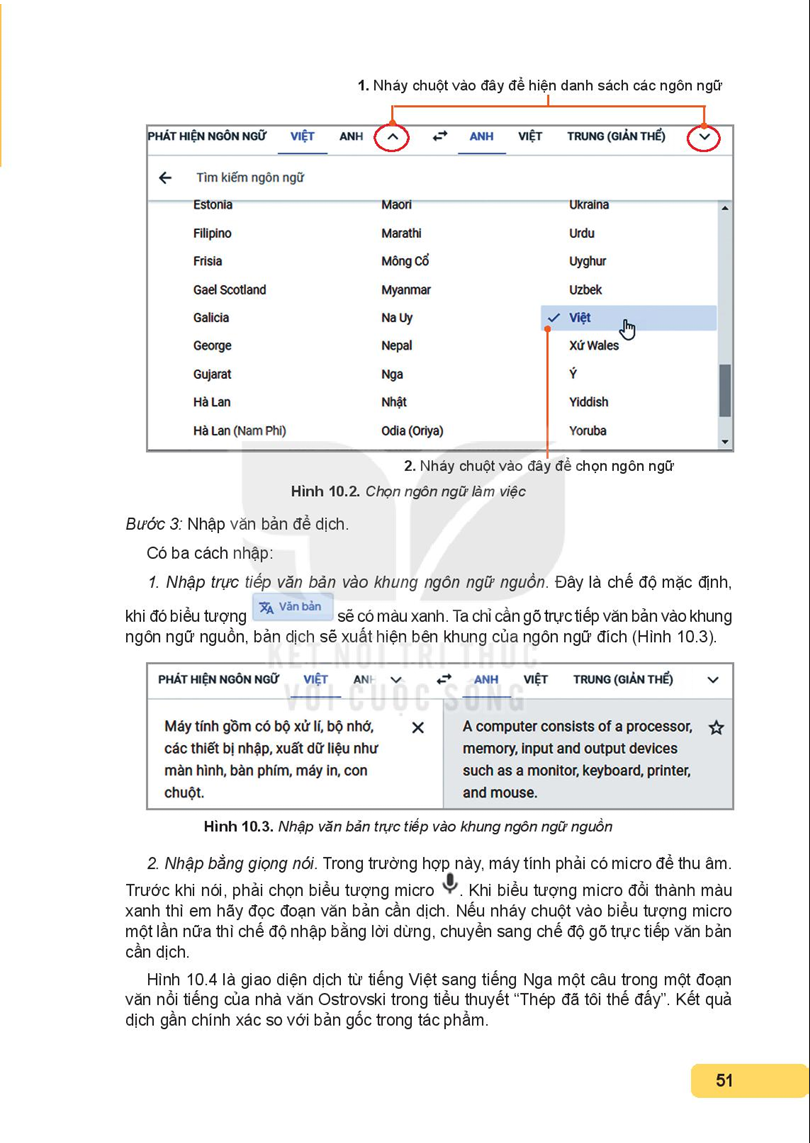 1. Nháy chuột vào đây để hiện danh sách các ngôn ngữ
PHÁT HIỆN NGÔN NGỮ VIỆT ANH ANH VIỆT TRUNG (GIẢN THỂ)
Tìm kiếm ngôn ngữ
Estonia Maori Ukraina
Filipino Marathi Urdu
Frisia Mông Cổ Uyghur
Gael Scotland Myanmar Uzbek
Galicia Na Uy Việt
George Nepal Xứ Wales
Gujarat Nga Ý
Hà Lan Nhật Yiddish
Hà Lan (Nam Phi) Odia (Oriya) Yoruba
2. Nháy chuột vào đây để chọn ngôn ngữ
Hình 10.2. Chọn ngôn ngữ làm việc
Bước 3: Nhập văn bản để dịch.
Có ba cách nhập:
1. Nhập trực tiếp văn bản vào khung ngôn ngữ nguồn. Đây là chế độ mặc định,
khi đó biểu tượng Văn bản sẽ có màu xanh. Ta chỉ cần gõ trực tiếp văn bản vào khung
ngôn ngữ nguồn, bản dịch sẽ xuất hiện bên khung của ngôn ngữ đích (Hình 10.3).
KẾT NỐI TRI THỨC
VỚI CUỘC SỐNG
PHÁT HIỆN NGÔN NGỮ VIỆT ANH ANH VIỆT TRUNG (GIẢN THỂ)
Máy tính gồm có bộ xử lí, bộ nhớ,
các thiết bị nhập, xuất dữ liệu như
màn hình, bàn phím, máy in, con
chuột.
A computer consists of a processor,
memory, input and output devices
such as a monitor, keyboard, printer,
and mouse.
Hình 10.3. Nhập văn bản trực tiếp vào khung ngôn ngữ nguồn
2. Nhập bằng giọng nói. Trong trường hợp này, máy tính phải có micro để thu âm.
Trước khi nói, phải chọn biểu tượng micro . Khi biểu tượng micro đổi thành màu
xanh thì em hãy đọc đoạn văn bản cần dịch. Nếu nháy chuột vào biểu tượng micro
một lần nữa thì chế độ nhập bằng lời dừng, chuyển sang chế độ gõ trực tiếp văn bản
cần dịch.
Hình 10.4 là giao diện dịch từ tiếng Việt sang tiếng Nga một câu trong một đoạn
văn nổi tiếng của nhà văn Ostrovski trong tiểu thuyết “Thép đã tôi thế đấy”. Kết quả
dịch gần chính xác so với bản gốc trong tác phẩm.
51